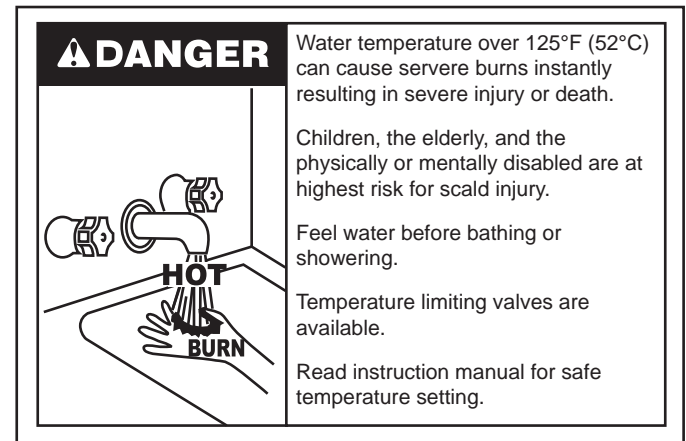 DANGER
HOT
BURN
Water temperature over 125°F (52°C)
can cause servere burns instantly
resulting in severe injury or death.
Children, the elderly, and the
physically or mentally disabled are at
highest risk for scald injury.
Feel water before bathing or
showering.
Temperature limiting valves are
available.
Read instruction manual for safe
temperature setting.